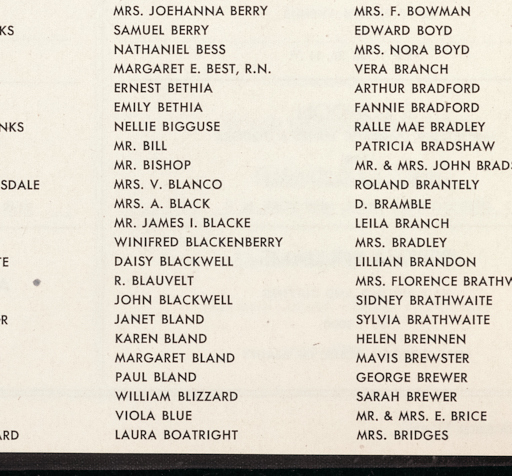 KS
NKS
SDALE
TE
OR
ARD
MRS. JOEHANNA BERRY
SAMUEL BERRY
NATHANIEL BESS
MARGARET E. BEST, R.N.
ERNEST BETHIA
EMILY BETHIA
NELLIE BIGGUSE
MR. BILL
MR. BISHOP
MRS. V. BLANCO
MRS. A. BLACK
MR. JAMES I. BLACKE
WINIFRED BLACKENBERRY
DAISY BLACKWELL
R. BLAUVELT
JOHN BLACKWELL
JANET BLAND
KAREN BLAND
MARGARET BLAND
PAUL BLAND
WILLIAM BLIZZARD
VIOLA BLUE
LAURA BOATRIGHT
MRS. F. BOWMAN
EDWARD BOYD
MRS. NORA BOYD
VERA BRANCH
ARTHUR BRADFORD
FANNIE BRADFORD
RALLE MAE BRADLEY
PATRICIA BRADSHAW
MR. & MRS. JOHN BRADS
ROLAND BRANTELY
D. BRAMBLE
LEILA BRANCH
MRS. BRADLEY
LILLIAN BRANDON
MRS. FLORENCE BRATHW
SIDNEY BRATHWAITE
SYLVIA BRATHWAITE
HELEN BRENNEN
MAVIS BREWSTER
GEORGE BREWER
SARAH BREWER
MR. & MRS. E. BRICE
MRS. BRIDGES